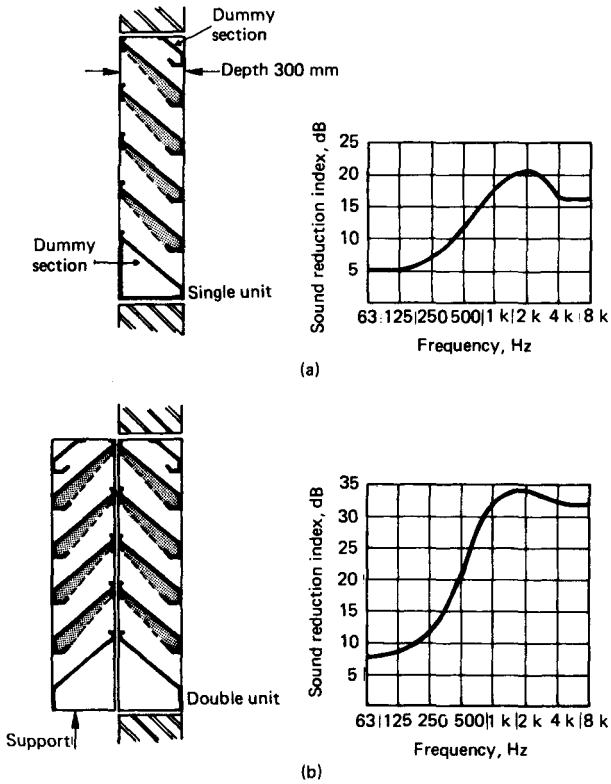 Dummy
section
Depth 300 mm
Dummy
section
Single unit
Sound reduction index, dB
25
20
15
10
5
63 125 250 500 1 k 2 k 4 k 8 k
Frequency, Hz
(a)
Double unit
Support
Sound reduction index, dB
35
30
25
20
15
10
5
63 125 250 500 1 k 2 k 4 k 8 k
Frequency, Hz
(b)